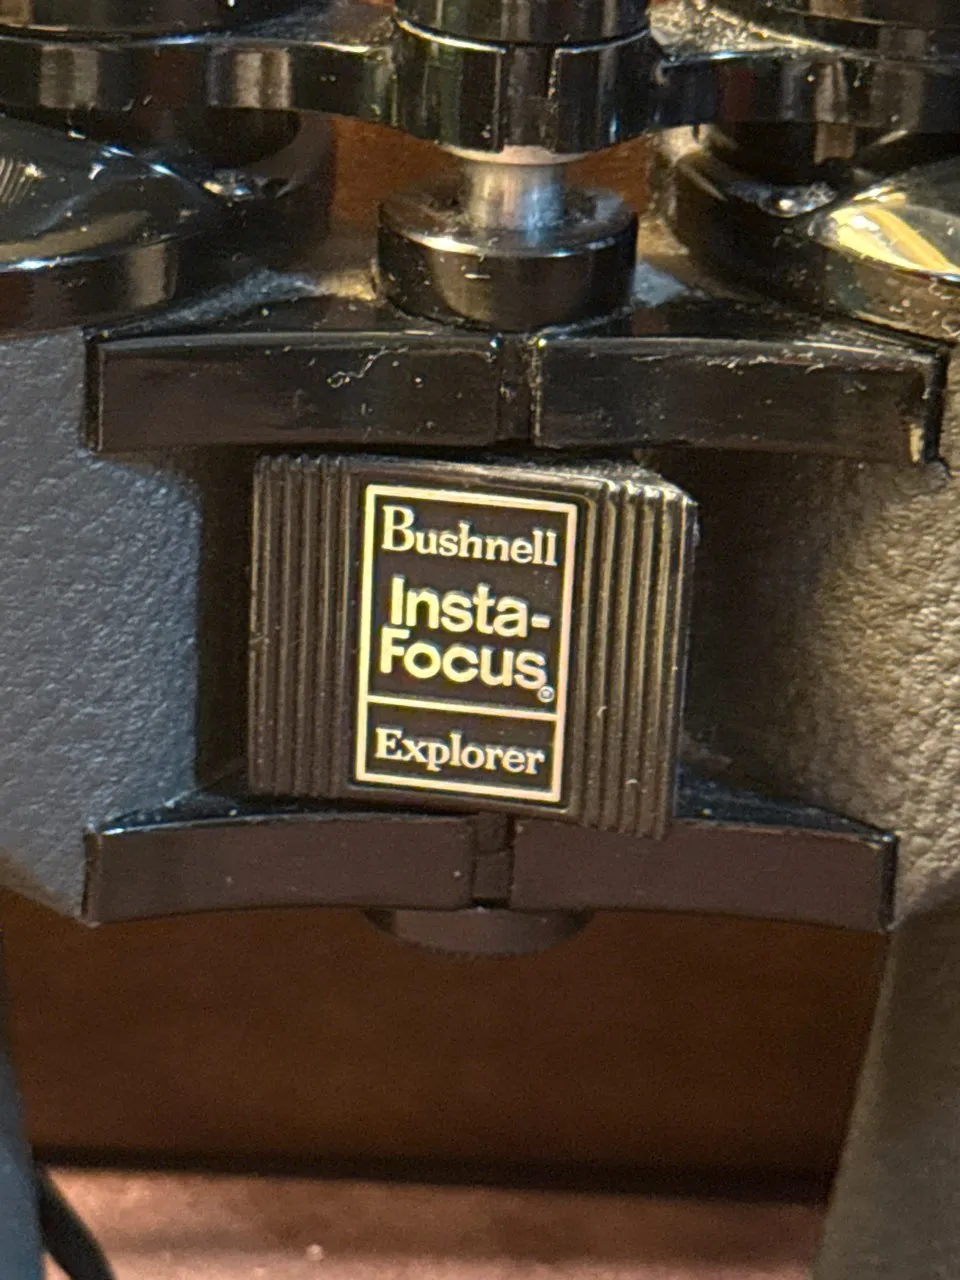 Bushnell
Insta-
Focus®
Explorer